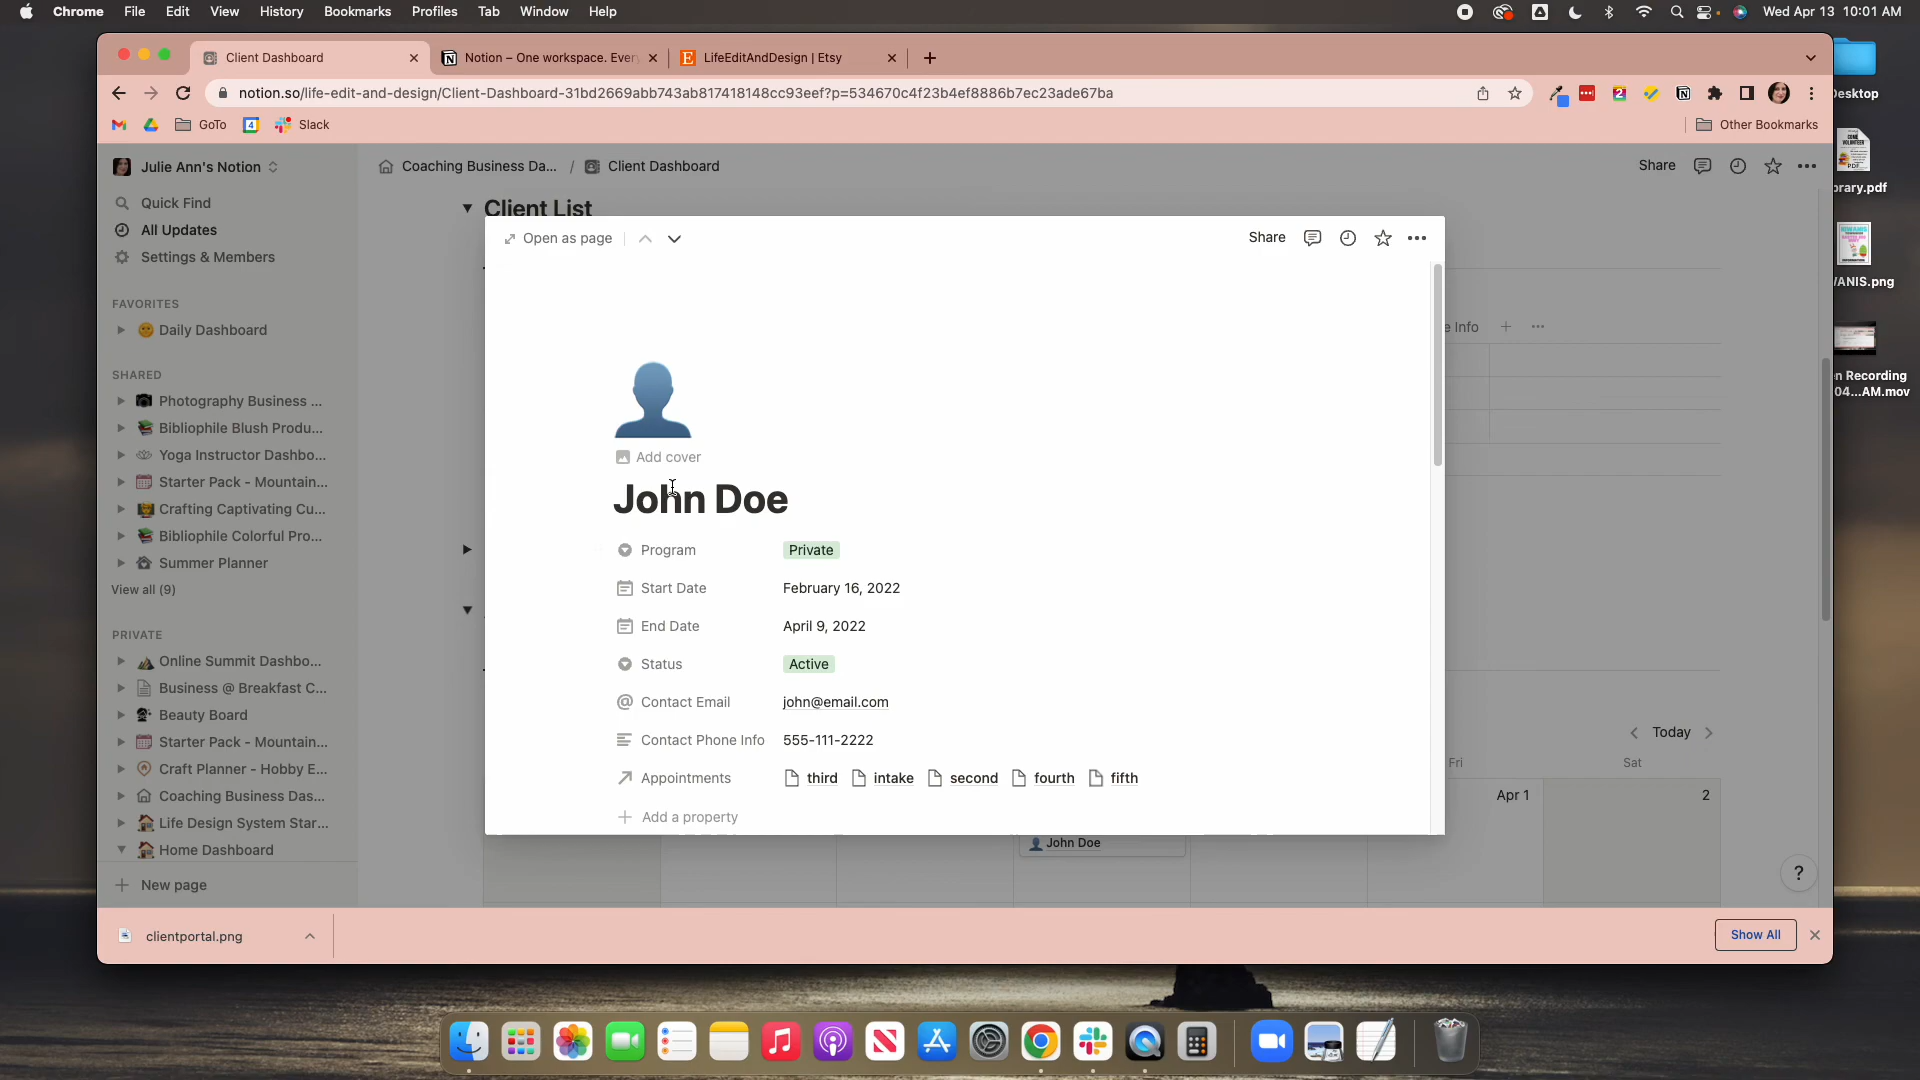 Chrome File Edit View History Bookmarks Profiles Tab Window Help
Wed Apr 13 10:01 AM
Client Dashboard
Notion – One workspace. Every
LifeEditAndDesign | Etsy
notion.so/life-edit-and-design/Client-Dashboard-31bd2669abb743ab817418148cc93eef?p=534670c4f23b4ef8886b7ec23ade67ba
GoTo
Slack
Other Bookmarks
Julie Ann's Notion
Coaching Business Da... / Client Dashboard
Share
Quick Find
All Updates
Settings & Members
FAVORITES
Daily Dashboard
SHARED
Photography Business ...
Bibliophile Blush Produ...
Yoga Instructor Dashbo...
Starter Pack - Mountain...
Crafting Captivating Cu...
Bibliophile Colorful Pro...
Summer Planner
View all (9)
PRIVATE
Online Summit Dashbo...
Business @ Breakfast C...
Beauty Board
Starter Pack - Mountain...
Craft Planner - Hobby E...
Coaching Business Das...
Life Design System Star...
Home Dashboard
New page
Client List
Open as page
Share
Add cover
John Doe
Program Private
Start Date February 16, 2022
End Date April 9, 2022
Status Active
Contact Email john@email.com
Contact Phone Info 555-111-2222
Appointments third intake second fourth fifth
Add a property
e Info
Today
Fri Sat
Apr 1 2
John Doe
?
clientportal.png
Show All
Desktop
COME VOLUNTEER
PDF
brary.pdf
WANIS.png
n Recording
04...AM.mov